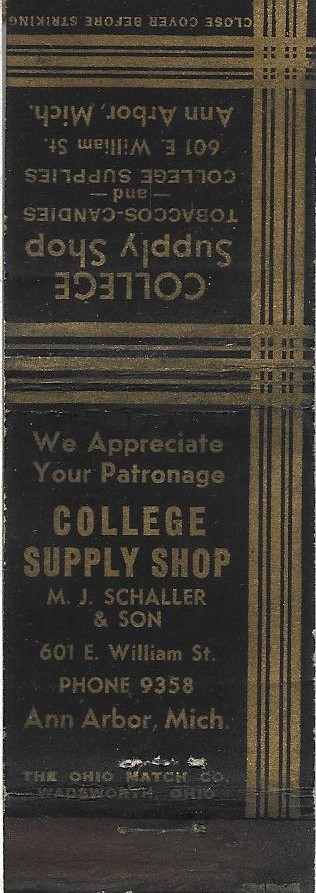 CLOSE COVER BEFORE STRIKING
COLLEGE
Supply Shop
TOBACCOS-CANDIES
—and—
COLLEGE SUPPLIES
601 E. William St.
Ann Arbor, Mich.
We Appreciate
Your Patronage
COLLEGE
SUPPLY SHOP
M. J. SCHALLER
& SON
601 E. William St.
PHONE 9358
Ann Arbor, Mich.
THE OHIO MATCH CO.
WADSWORTH, OHIO